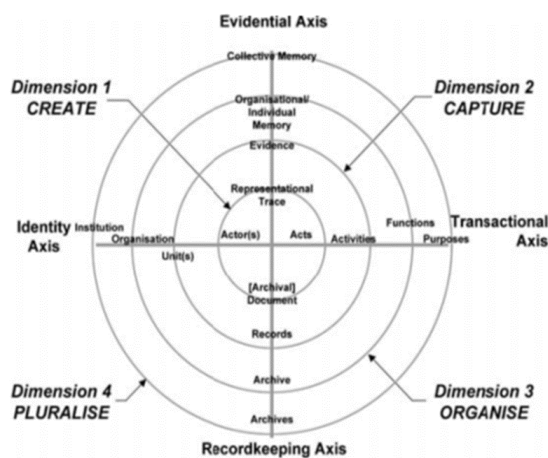 Evidential Axis
Collective Memory
Dimension 1
CREATE
Dimension 2
CAPTURE
Organisational/
Individual
Memory
Evidence
Representational
Trace
Identity
Axis
Institution
Organisation
Unit(s)
Actor(s)
Acts
Activities
Functions
Purposes
Transactional
Axis
[Archival]
Document
Records
Archive
Archives
Dimension 4
PLURALISE
Dimension 3
ORGANISE
Recordkeeping Axis